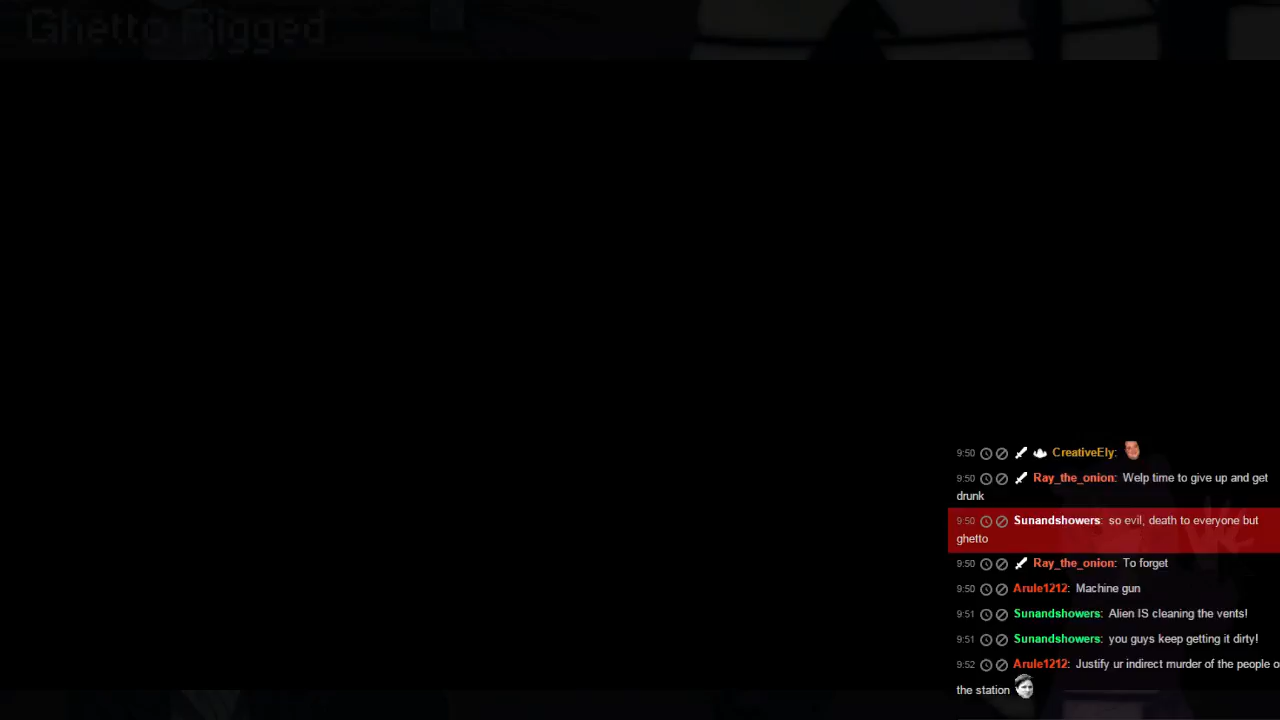 Ghetto Rigged
9:50 CreativeEly:
9:50 Ray_the_onion: Welp time to give up and get
drunk
9:50 Sunandshowers: so evil, death to everyone but
ghetto
9:50 Ray_the_onion: To forget
9:50 Arule1212: Machine gun
9:51 Sunandshowers: Alien IS cleaning the vents!
9:51 Sunandshowers: you guys keep getting it dirty!
9:52 Arule1212: Justify ur indirect murder of the people
the station